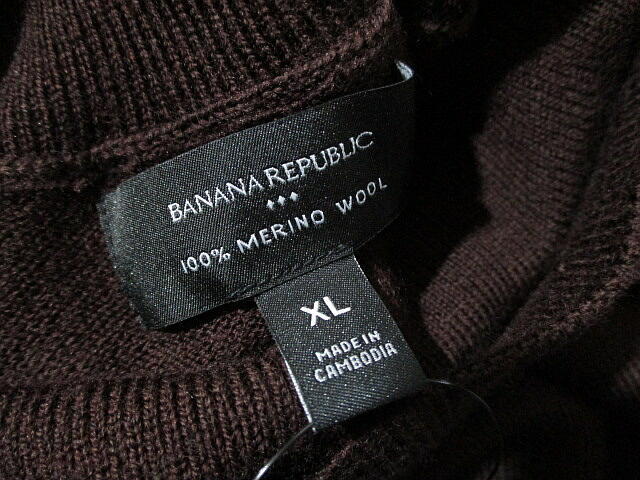 BANANA REPUBLIC
100% MERINO WOOL
XL
MADE IN
CAMBODIA